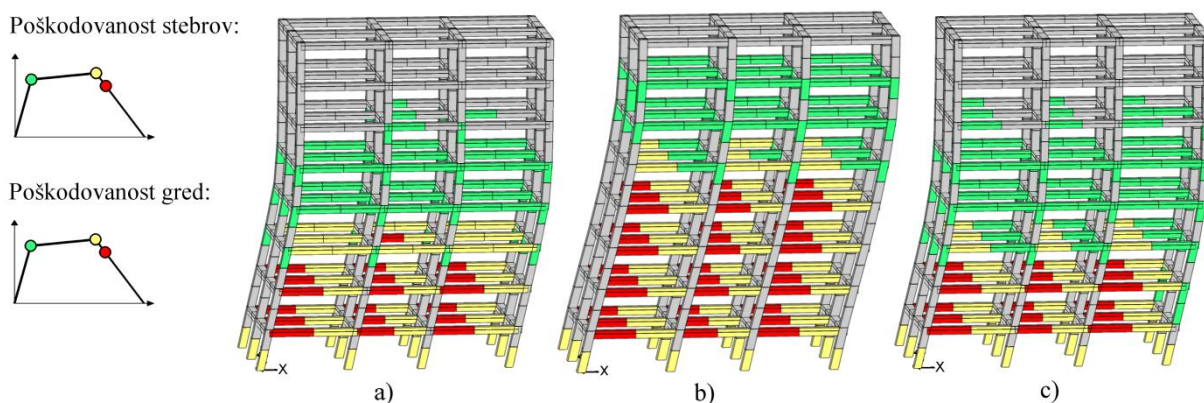 Poškodovanost stebrov:
Poškodovanost gred:
X
X
X
a)
b)
c)